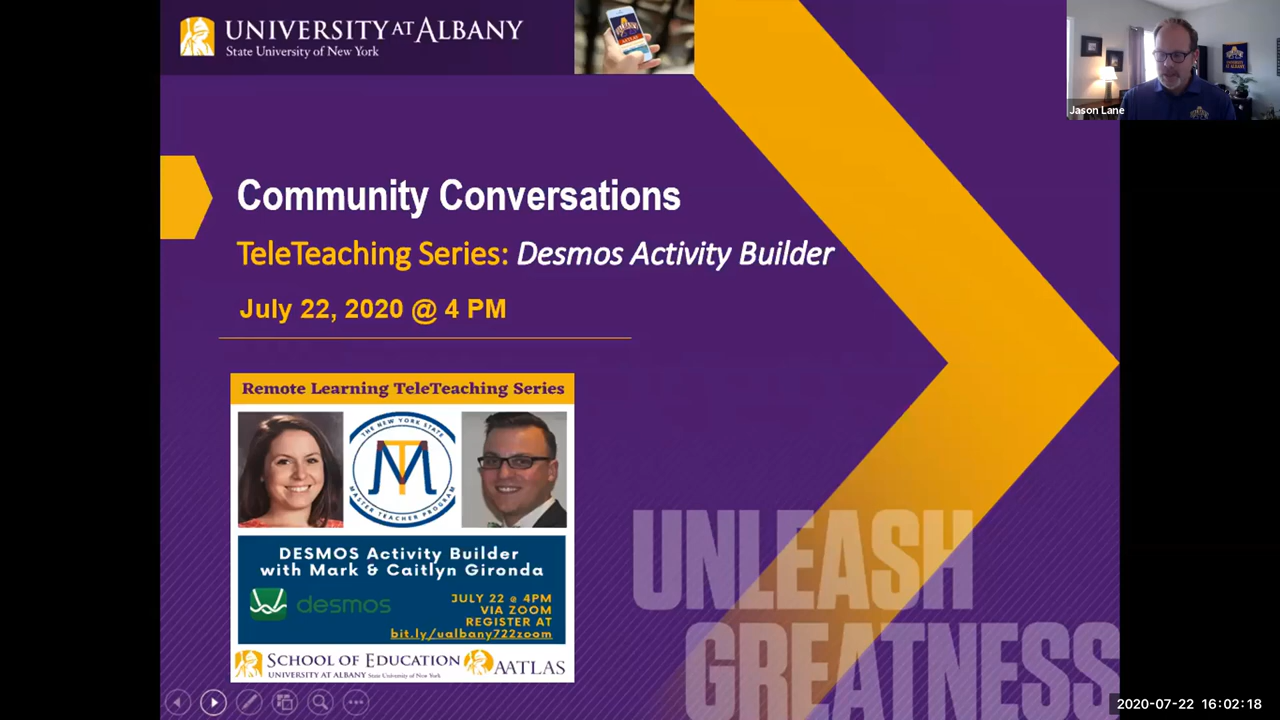 UNIVERSITY AT ALBANY
State University of New York
Jason Lane
Community Conversations
TeleTeaching Series: Desmos Activity Builder
July 22, 2020 @ 4 PM
Remote Learning TeleTeaching Series
THE NEW YORK STATE
MT
MASTER TEACHER PROGRAM
DESMOS Activity Builder
with Mark & Caitlyn Gironda
desmos
JULY 22 @ 4PM
VIA ZOOM
REGISTER AT
bit.ly/ualbany722zoom
SCHOOL OF EDUCATION
UNIVERSITY AT ALBANY State University of New York
AATLAS
UNLEASH
GREATNESS
2020-07-22 16:02:18